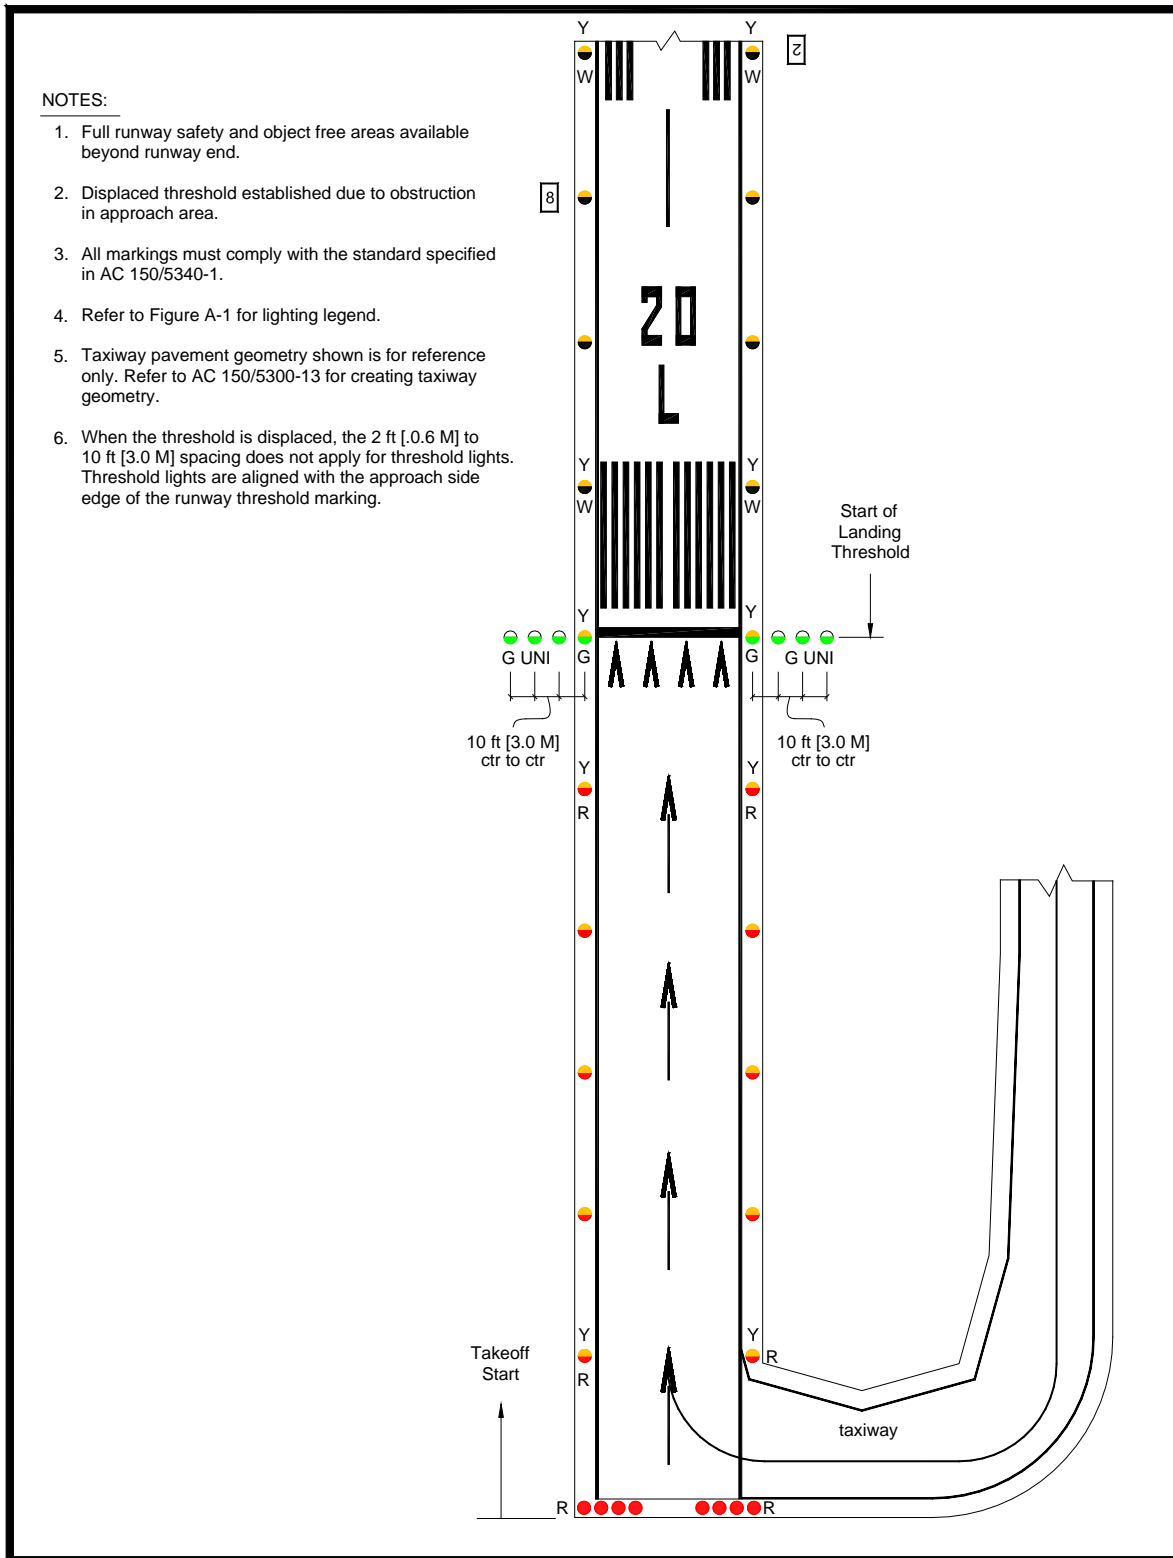 Y
Y
2
W
W
NOTES:
1. Full runway safety and object free areas available
beyond runway end.
2. Displaced threshold established due to obstruction
in approach area.
8
3. All markings must comply with the standard specified
in AC 150/5340-1.
4. Refer to Figure A-1 for lighting legend.
5. Taxiway pavement geometry shown is for reference
only. Refer to AC 150/5300-13 for creating taxiway
geometry.
6. When the threshold is displaced, the 2 ft [.0.6 M] to
10 ft [3.0 M] spacing does not apply for threshold lights.
Threshold lights are aligned with the approach side
edge of the runway threshold marking.
20
L
Y
Y
W
W
Start of
Landing
Threshold
Y
Y
G UNI
G
G
G UNI
10 ft [3.0 M]
ctr to ctr
10 ft [3.0 M]
ctr to ctr
Y
Y
R
R
Y
Y
R
R
Takeoff
Start
taxiway
R
R